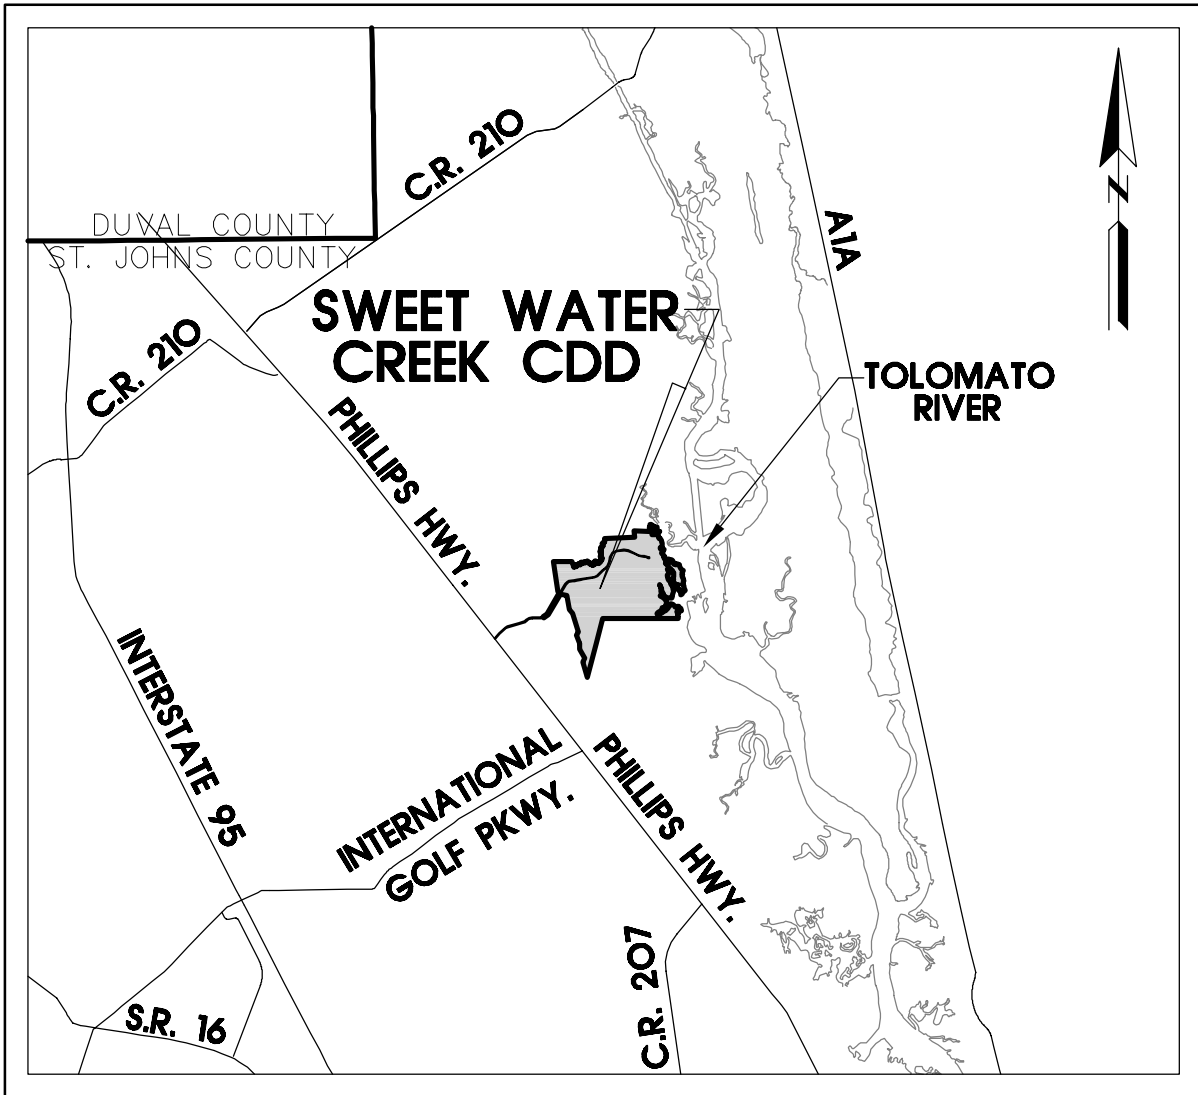 C.R. 210
DUVAL COUNTY
ST. JOHNS COUNTY
A1A
N
SWEET WATER
CREEK CDD
C.R. 210
TOLOMATO
RIVER
PHILLIPS HWY.
INTERSTATE 95
INTERNATIONAL
GOLF PKWY.
PHILLIPS HWY.
C.R. 207
S.R. 16